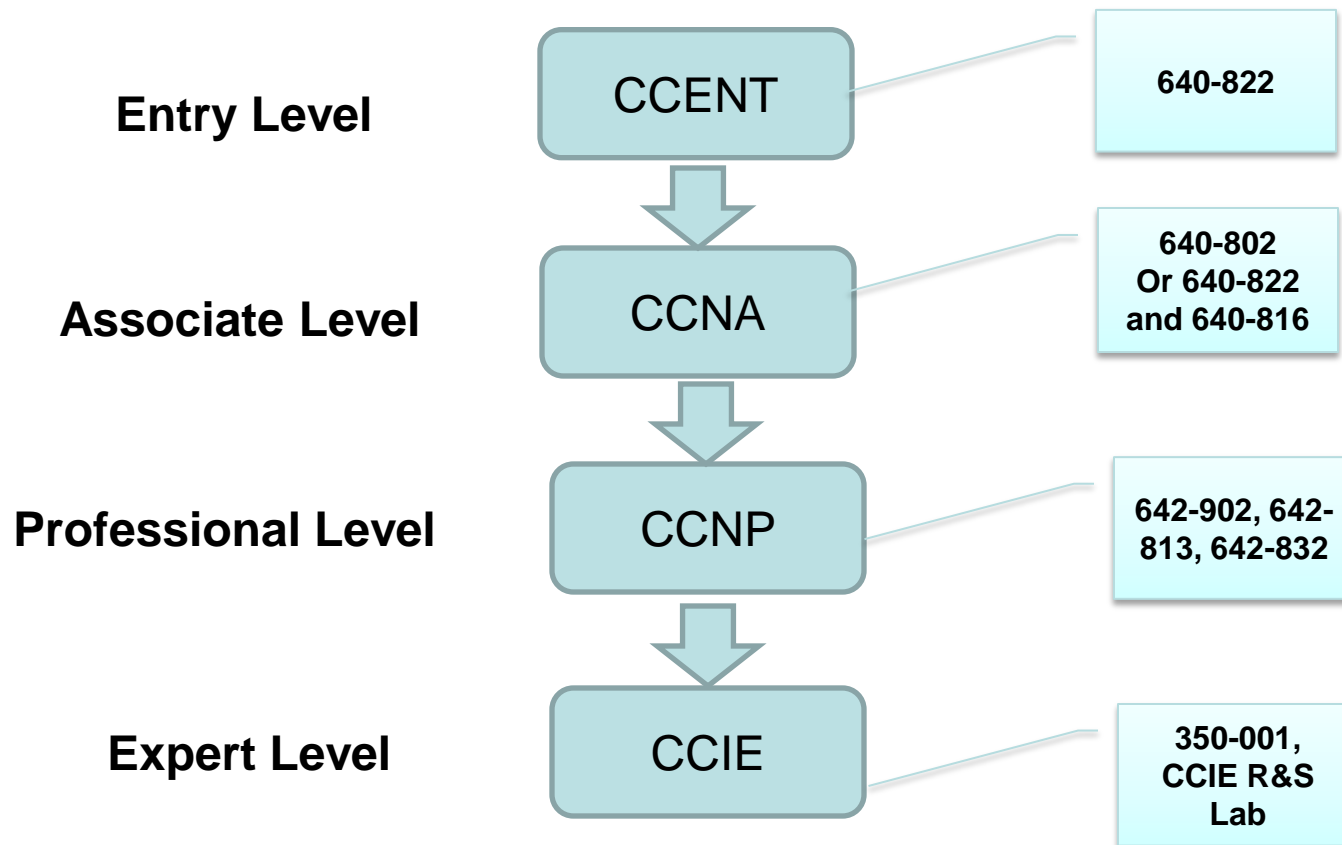 Entry Level
CCENT
640-822
Associate Level
CCNA
640-802
Or 640-822
and 640-816
Professional Level
CCNP
642-902, 642-
813, 642-832
Expert Level
CCIE
350-001,
CCIE R&S
Lab